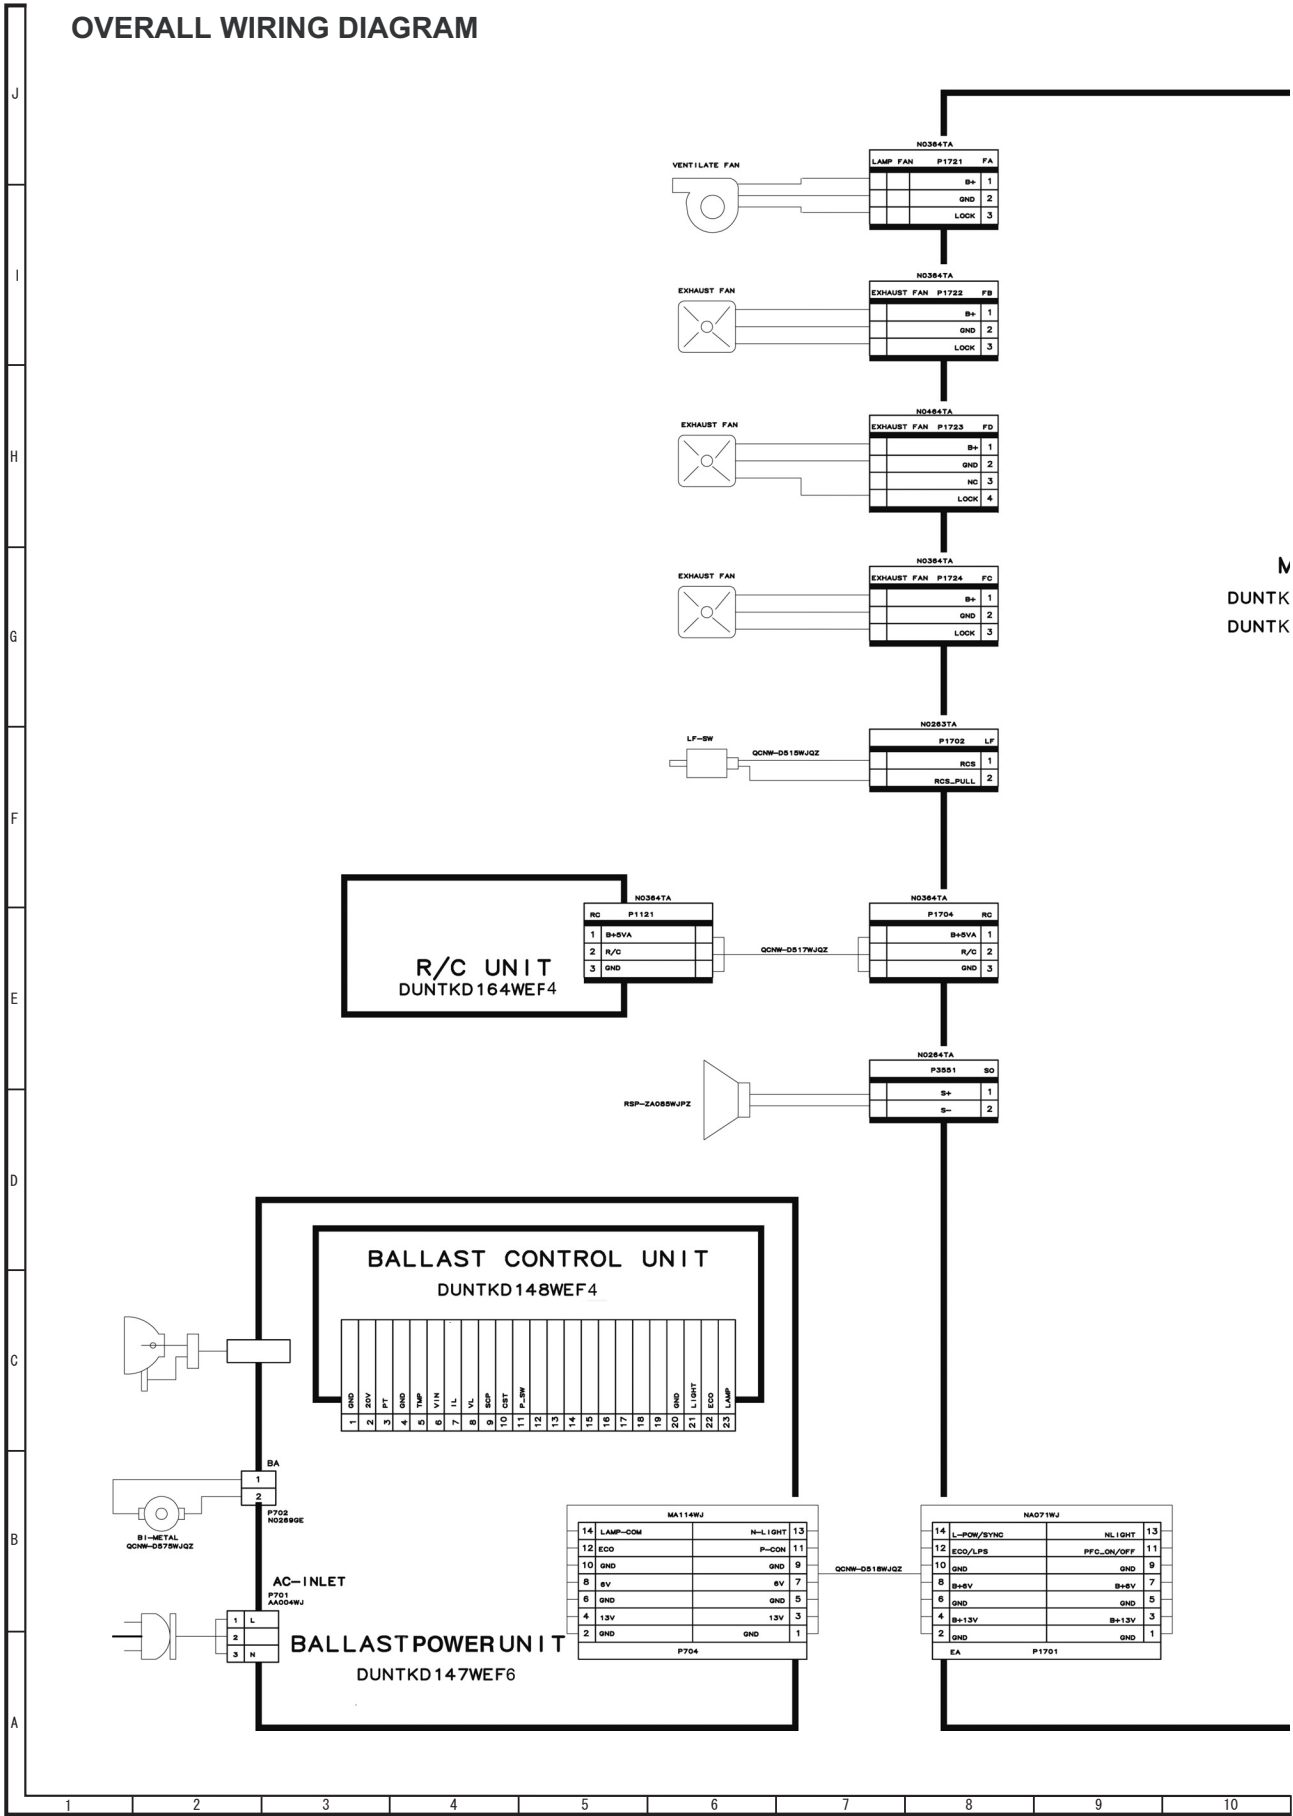 OVERALL WIRING DIAGRAM
J
I
H
G
F
E
D
C
B
A
VENTILATE FAN
N0364TA
LAMP FAN P1721 FA
B+ 1
GND 2
LOCK 3
EXHAUST FAN
N0364TA
EXHAUST FAN P1722 FB
B+ 1
GND 2
LOCK 3
EXHAUST FAN
N0464TA
EXHAUST FAN P1723 FD
B+ 1
GND 2
NC 3
LOCK 4
EXHAUST FAN
N0364TA
EXHAUST FAN P1724 FC
B+ 1
GND 2
LOCK 3
M
DUNTK
DUNTK
LF-SW
QCNW-D515WJQZ
N0263TA
P1702 LF
RCS 1
RCS_PULL 2
R/C UNIT
DUNTKD164WEF4
N0364TA
RC P1121
1 B+5VA
2 R/C
3 GND
QCNW-D517WJQZ
N0364TA
P1704 RC
B+5VA 1
R/C 2
GND 3
RSP-ZA085WJPZ
N0264TA
P3551 SO
S+ 1
S- 2
BALLAST CONTROL UNIT
DUNTKD148WEF4
GND 20V PT GND TMP VIN IL VL SCP CST P_SW GND LIGHT ECO LAMP
1 2 3 4 5 6 7 8 9 10 11 12 13 14 15 16 17 18 19 20 21 22 23
BA
1
2
P702
N0269GE
BI-METAL
QCNW-D575WJQZ
AC-INLET
P701
AA004WJ
1 L
2
3 N
BALLAST POWER UNIT
DUNTKD147WEF6
MA114WJ
14 LAMP-COM N-LIGHT 13
12 ECO P-CON 11
10 GND GND 9
8 6V 6V 7
6 GND GND 5
4 13V 13V 3
2 GND GND 1
P704
QCNW-D518WJQZ
NA071WJ
14 L-POW/SYNC NLIGHT 13
12 ECO/LPS PFC_ON/OFF 11
10 GND GND 9
8 B+6V B+6V 7
6 GND GND 5
4 B+13V B+13V 3
2 GND GND 1
EA P1701
1 2 3 4 5 6 7 8 9 10